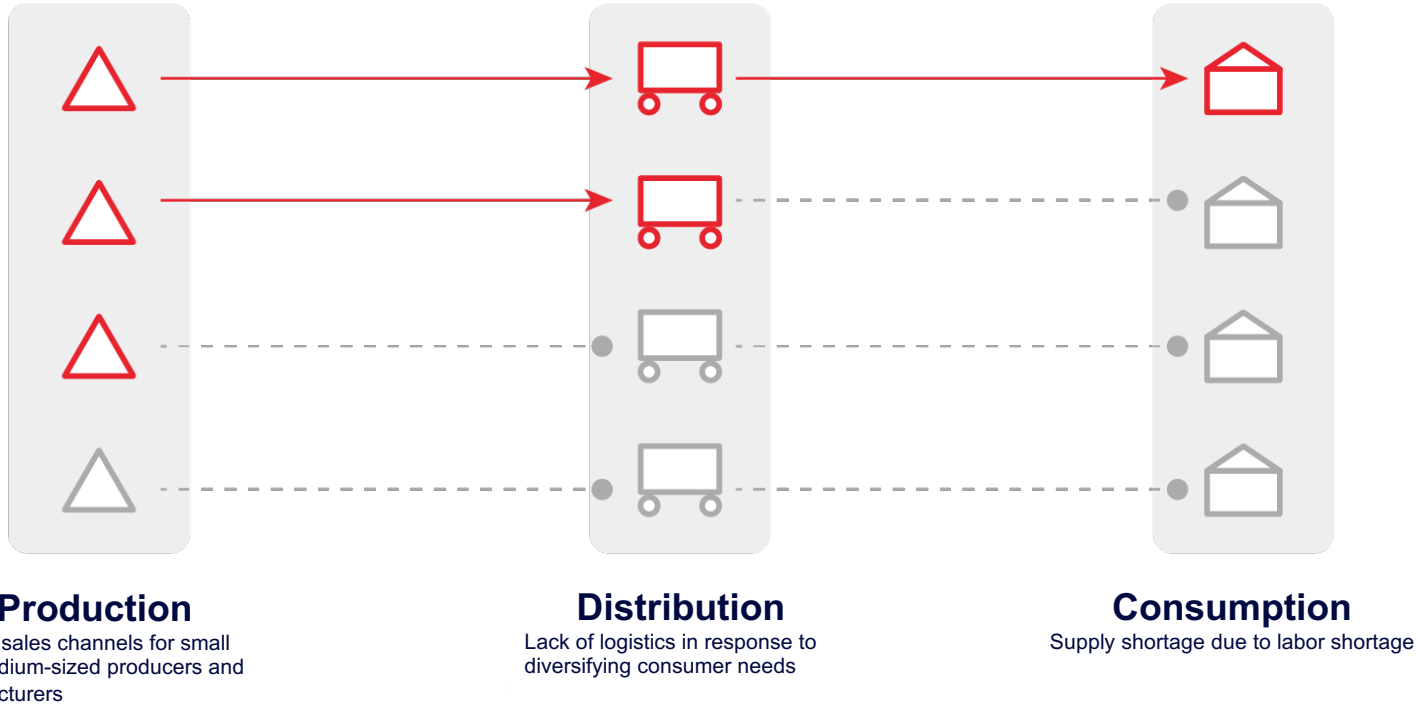 Production
sales channels for small
dium-sized producers and
cturers
Distribution
Lack of logistics in response to
diversifying consumer needs
Consumption
Supply shortage due to labor shortage